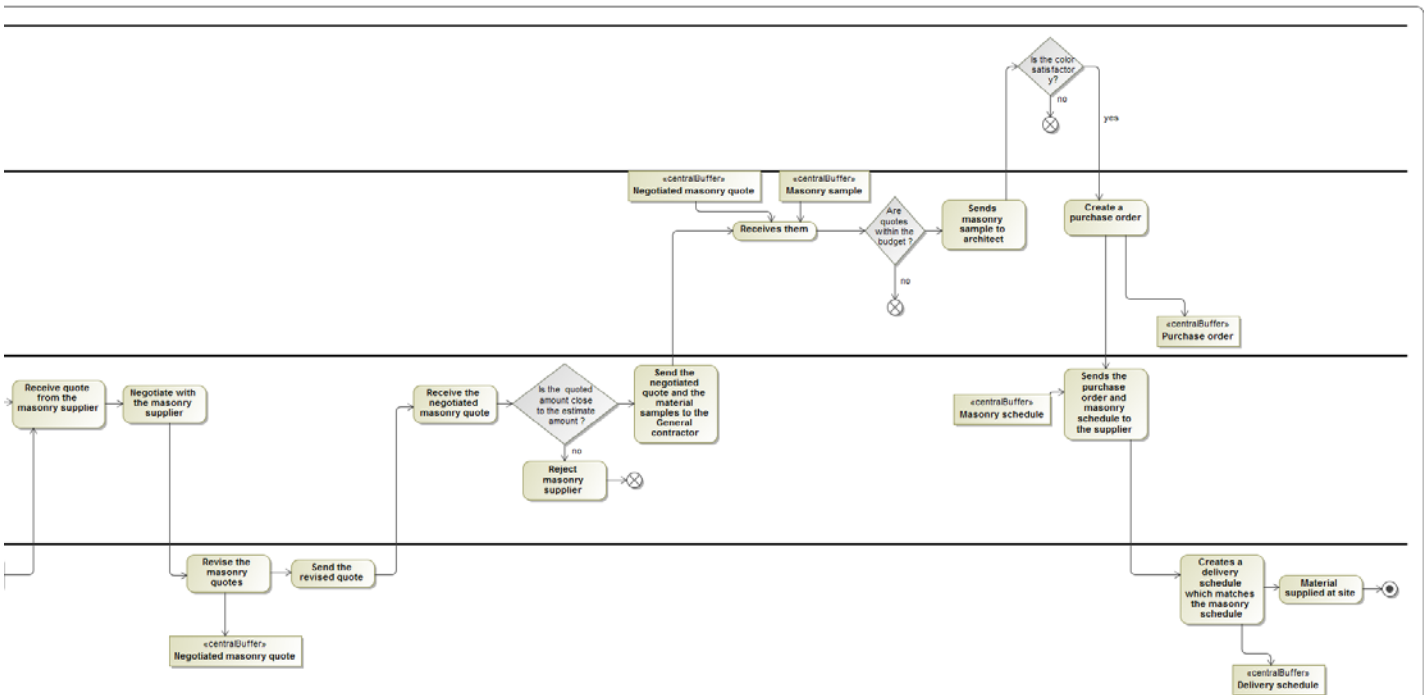 Is the color
satisfactor
y?
no
yes
«centralBuffer»
Negotiated masonry quote
«centralBuffer»
Masonry sample
Receives them
Are
quotes
within the
budget ?
no
Sends
masonry
sample to
architect
Create a
purchase order
«centralBuffer»
Purchase order
Receive quote
from the
masonry supplier
Negotiate with
the masonry
supplier
Receive the
negotiated
masonry quote
Is the quoted
amount close
to the estimate
amount ?
no
Reject
masonry
supplier
Send the
negotiated
quote and the
material
samples to the
General
contractor
«centralBuffer»
Masonry schedule
Sends the
purchase
order and
masonry
schedule to
the supplier
Revise the
masonry
quotes
Send the
revised quote
«centralBuffer»
Negotiated masonry quote
Creates a
delivery
schedule
which matches
the masonry
schedule
Material
supplied at site
«centralBuffer»
Delivery schedule